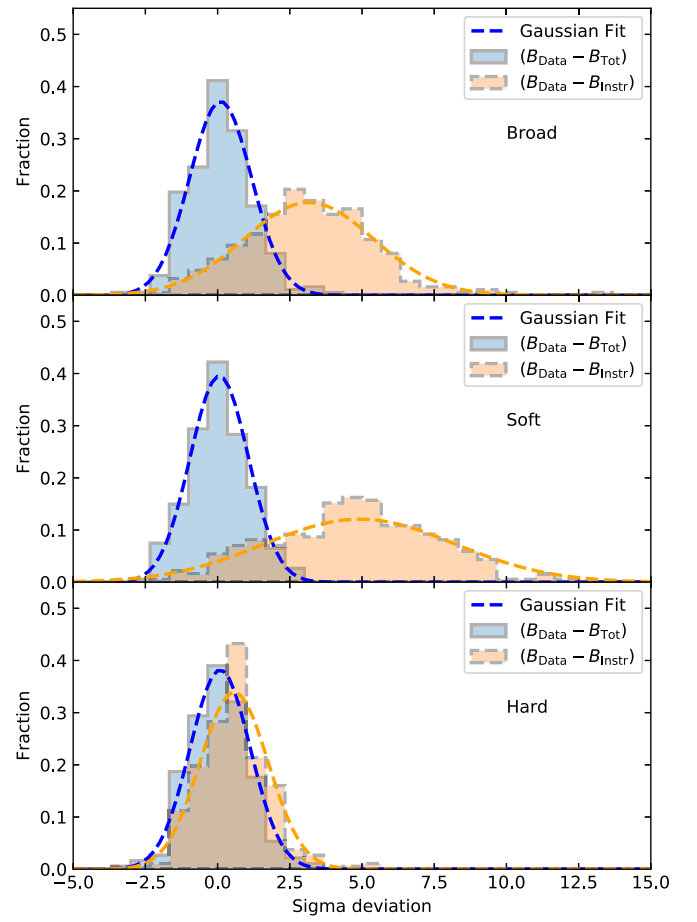 0.5
0.4
0.3
0.2
0.1
0.0
Fraction
Gaussian Fit
(B_Data − B_Tot)
(B_Data − B_Instr)
Broad
0.5
0.4
0.3
0.2
0.1
0.0
Fraction
Gaussian Fit
(B_Data − B_Tot)
(B_Data − B_Instr)
Soft
0.5
0.4
0.3
0.2
0.1
0.0
Fraction
Gaussian Fit
(B_Data − B_Tot)
(B_Data − B_Instr)
Hard
−5.0 −2.5 0.0 2.5 5.0 7.5 10.0 12.5 15.0
Sigma deviation